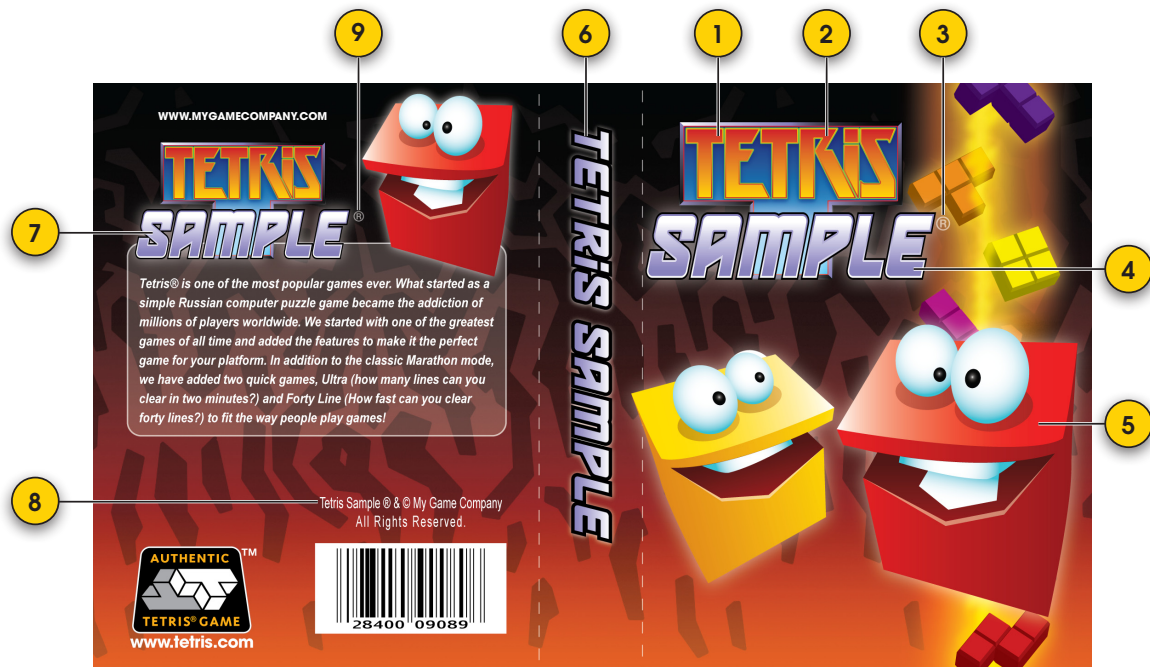 9
6
1
2
3
7
4
5
8
WWW.MYGAMECOMPANY.COM
TETRiS
SAMPLE ®
Tetris® is one of the most popular games ever. What started as a
simple Russian computer puzzle game became the addiction of
millions of players worldwide. We started with one of the greatest
games of all time and added the features to make it the perfect
game for your platform. In addition to the classic Marathon mode,
we have added two quick games, Ultra (how many lines can you
clear in two minutes?) and Forty Line (How fast can you clear
forty lines?) to fit the way people play games!
Tetris Sample ® & © My Game Company
All Rights Reserved.
AUTHENTIC ™
TETRIS® GAME
www.tetris.com
28400 09089
TETRiS SAMPLE
TETRiS
SAMPLE ®